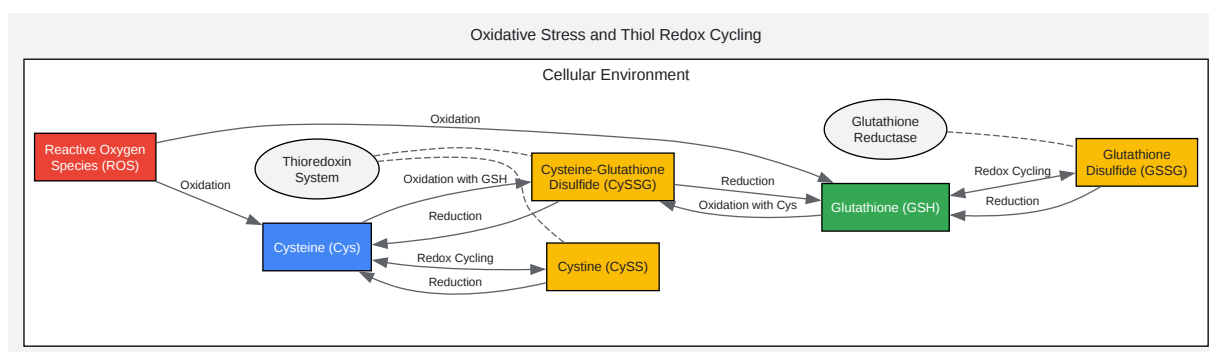 Oxidative Stress and Thiol Redox Cycling
Cellular Environment
Reactive Oxygen
Species (ROS)
Oxidation
Oxidation
Thioredoxin
System
Cysteine (Cys)
Oxidation with GSH
Reduction
Redox Cycling
Reduction
Cysteine-Glutathione
Disulfide (CySSG)
Cystine (CySS)
Reduction
Oxidation with Cys
Glutathione
Reductase
Glutathione (GSH)
Redox Cycling
Reduction
Glutathione
Disulfide (GSSG)